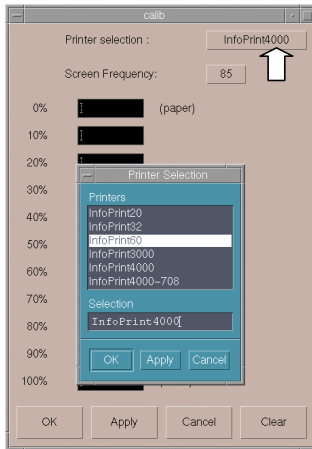 calib
Printer selection : InfoPrint4000
Screen Frequency: 85
0% (paper)
10%
20%
Printer Selection
30%
Printers
InfoPrint20
40%
InfoPrint32
InfoPrint60
50%
InfoPrint3000
60%
InfoPrint4000
InfoPrint4000-708
70%
Selection
80%
InfoPrint4000
90%
OK Apply Cancel
100%
OK Apply Cancel Clear